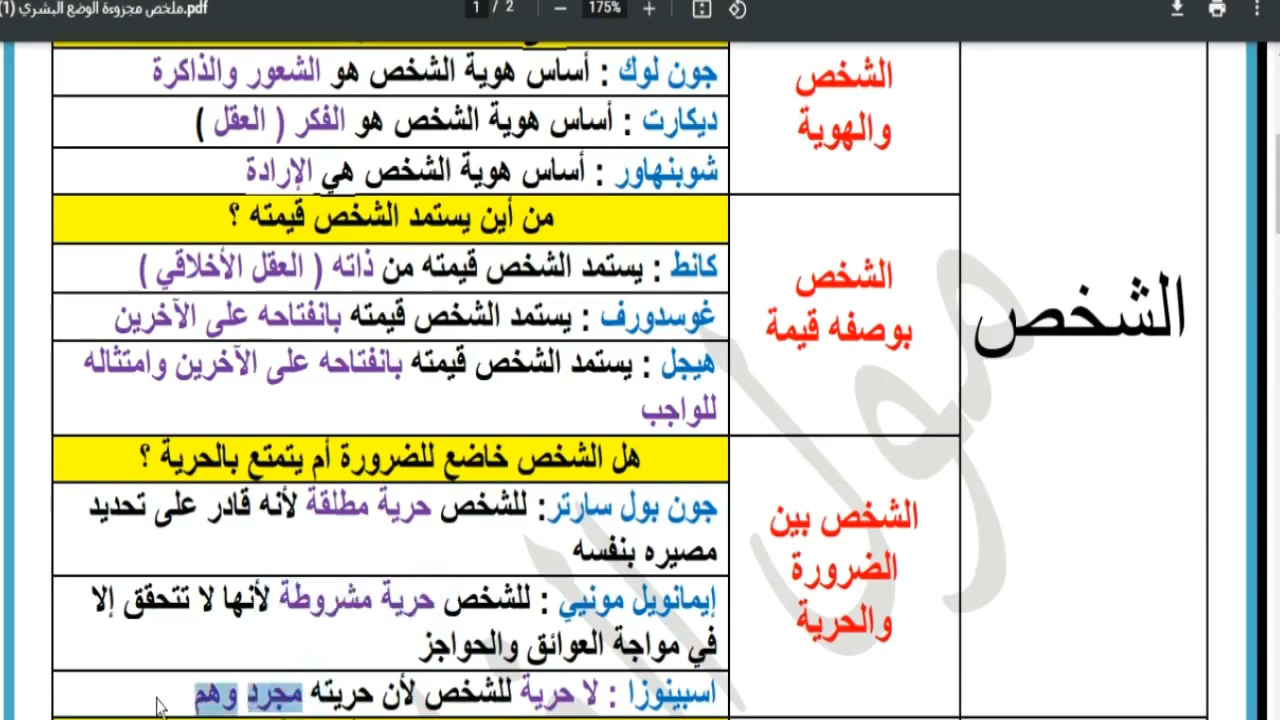 ملخص مجزوءة الوضع البشري (1).pdf
1 / 2
175%
الشخص
الشخص
والهوية
جون لوك : أساس هوية الشخص هو الشعور والذاكرة
ديكارت : أساس هوية الشخص هو الفكر ( العقل )
شوبنهاور : أساس هوية الشخص هي الإرادة
الشخص
بوصفه قيمة
من أين يستمد الشخص قيمته ؟
كانط : يستمد الشخص قيمته من ذاته ( العقل الأخلاقي )
غوسدورف : يستمد الشخص قيمته بانفتاحه على الآخرين
هيجل : يستمد الشخص قيمته بانفتاحه على الآخرين وامتثاله
للواجب
الشخص بين
الضرورة
والحرية
هل الشخص خاضع للضرورة أم يتمتع بالحرية ؟
جون بول سارتر: للشخص حرية مطلقة لأنه قادر على تحديد
مصيره بنفسه
إيمانويل مونيي : للشخص حرية مشروطة لأنها لا تتحقق إلا
في مواجة العوائق والحواجز
اسبينوزا : لا حرية للشخص لأن حريته مجرد وهم